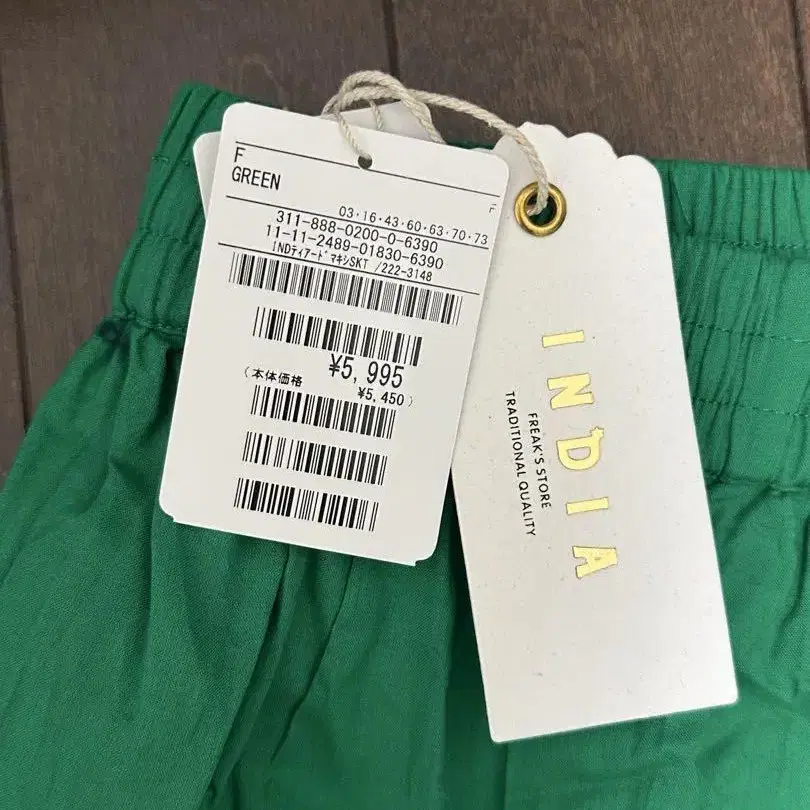 F
GREEN
F
03・16・43・60・63・70・73
311-888-0200-0-6390
11-11-2489-01830-6390
INDティアードマキシSKT /222-3148
¥5,995
(本体価格 ¥5,450)
INDIA
FREAK'S STORE
TRADITIONAL QUALITY